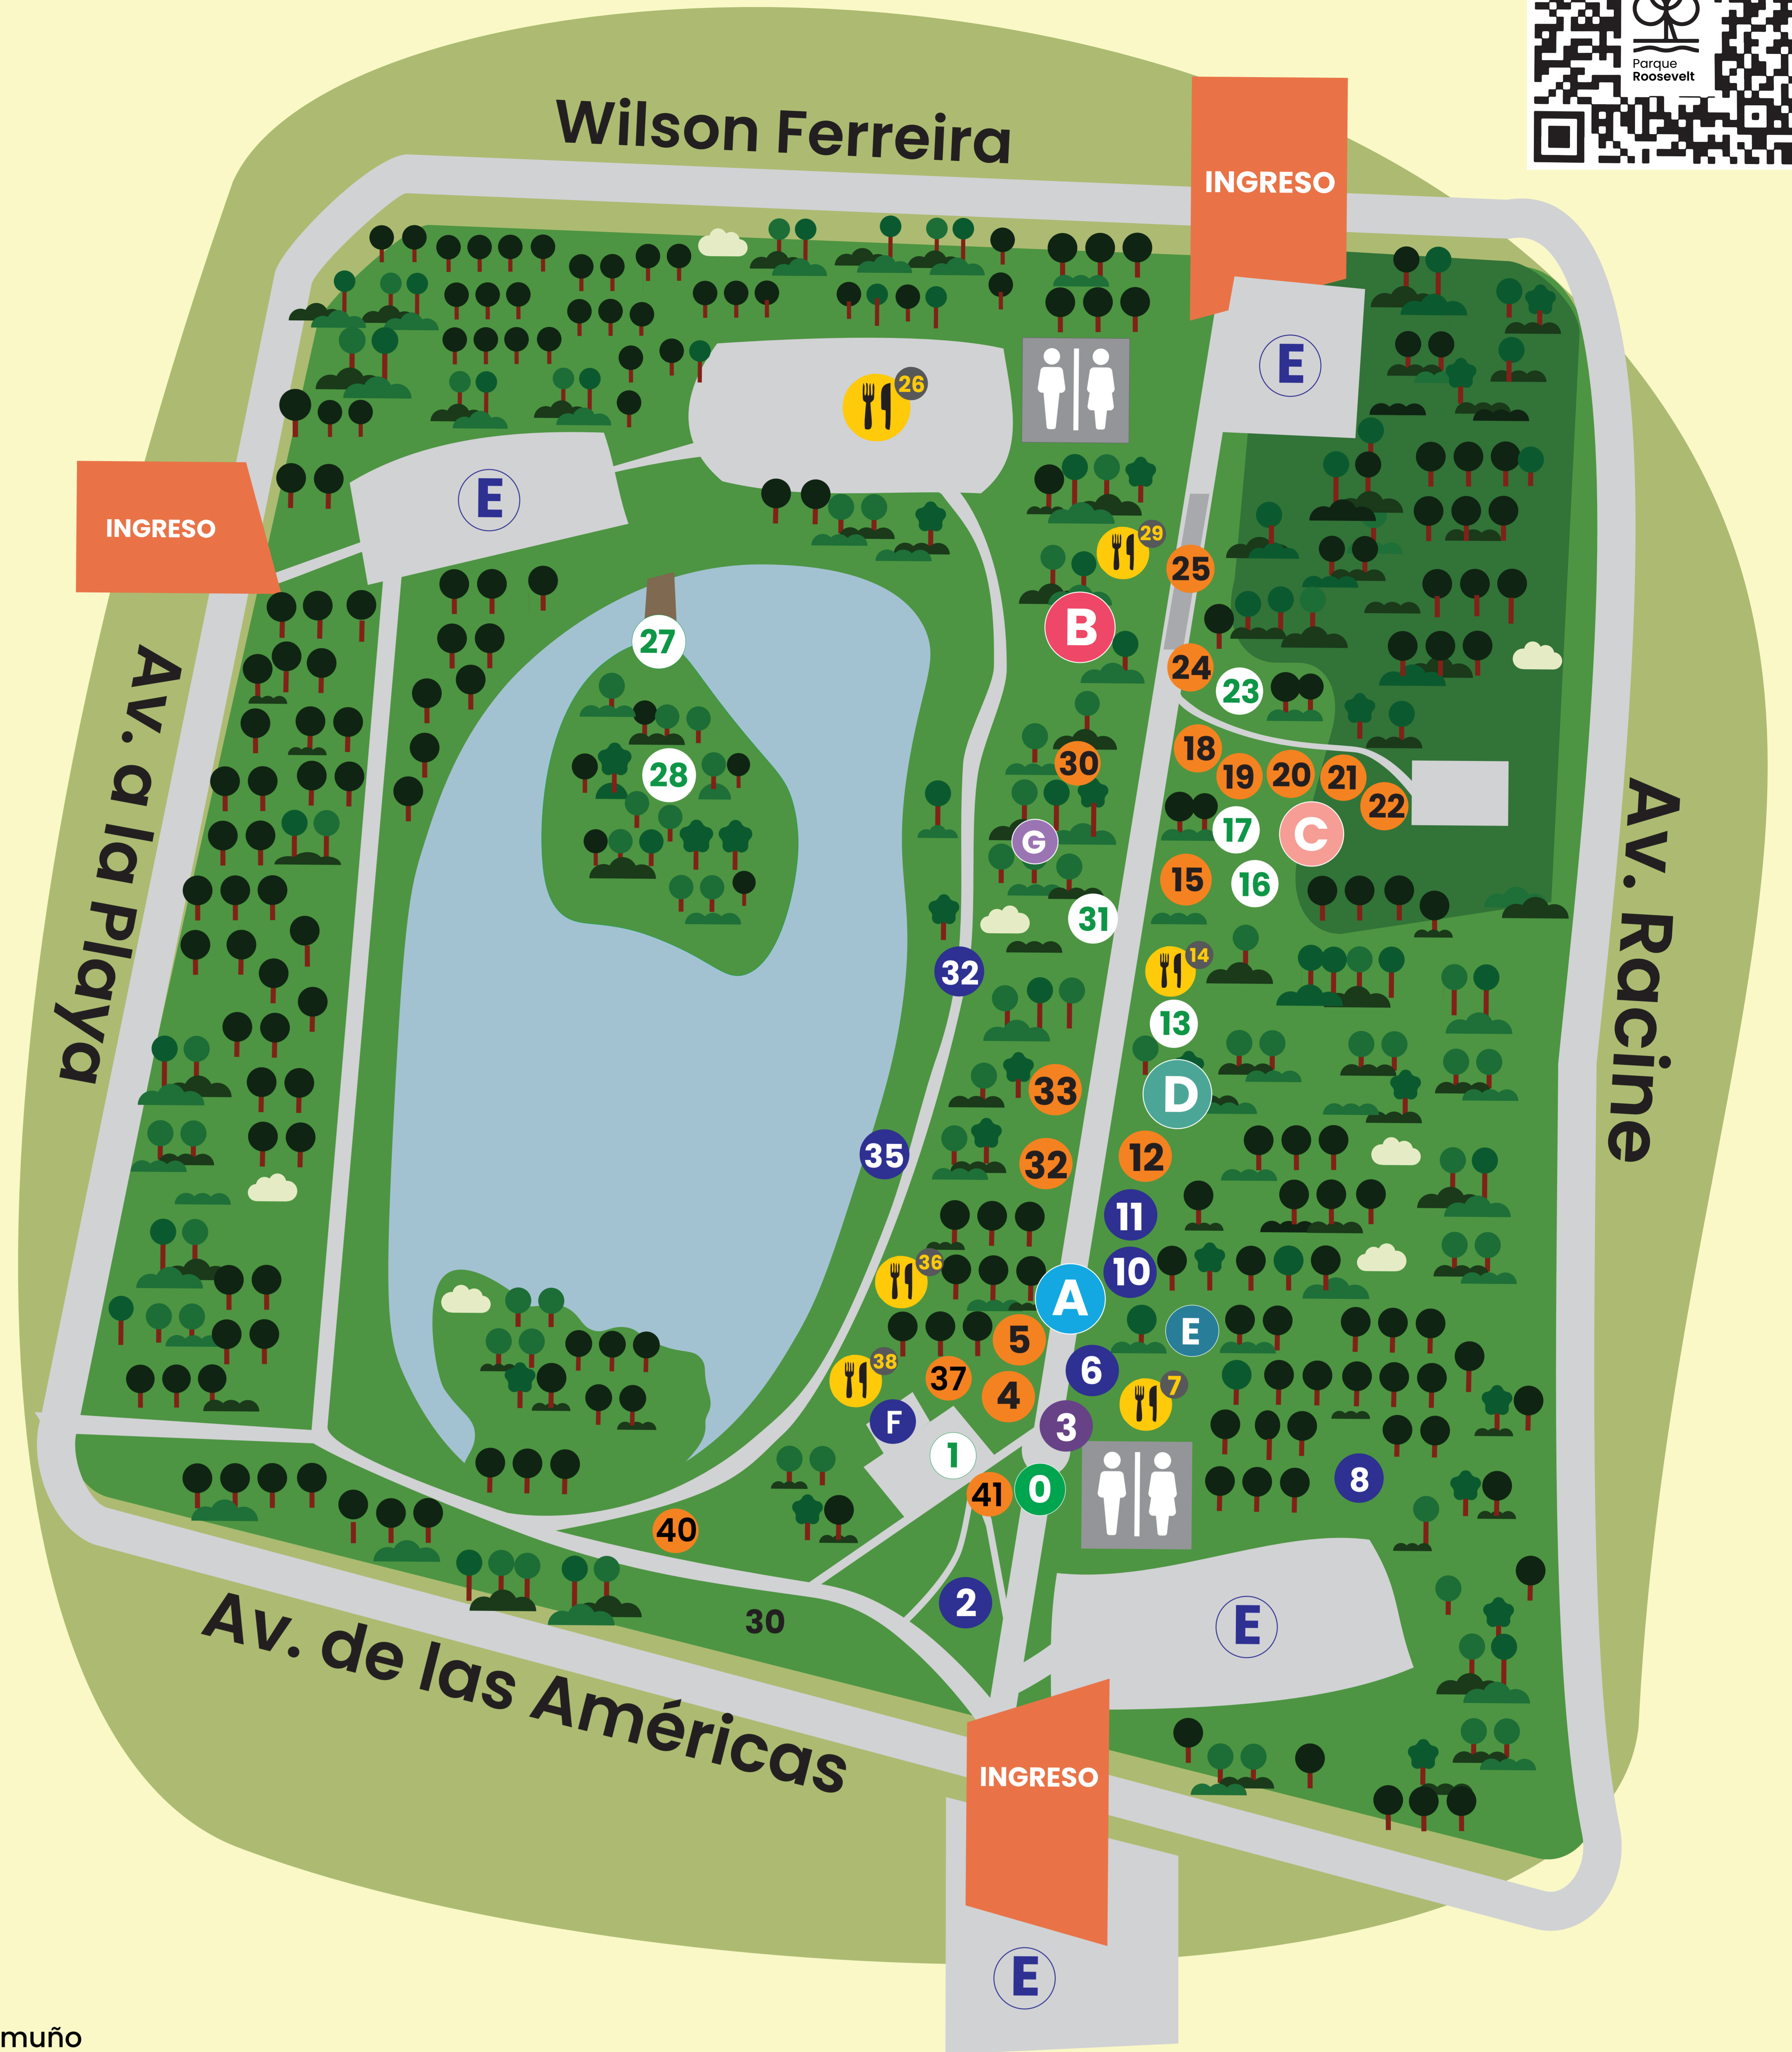 Parque
Roosevelt
Wilson Ferreira
INGRESO
E
26
E
INGRESO
29
25
27
B
24
23
18
30
28
19
20
21
22
17
C
G
15
16
31
14
32
13
33
D
35
32
12
11
10
36
A
E
5
6
38
37
4
7
F
3
1
8
41
0
40
2
30
E
Av. a la Playa
Av. Racine
Av. de las Américas
INGRESO
E
muño